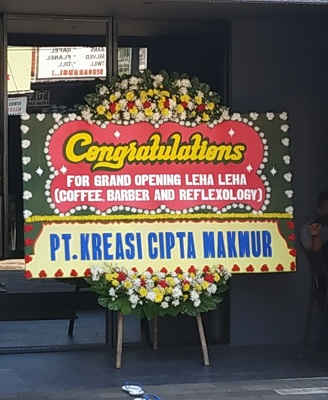 Congratulations
FOR GRAND OPENING LEHA LEHA
(COFFEE, BARBER AND REFLEXOLOGY)
PT. KREASI CIPTA MAKMUR